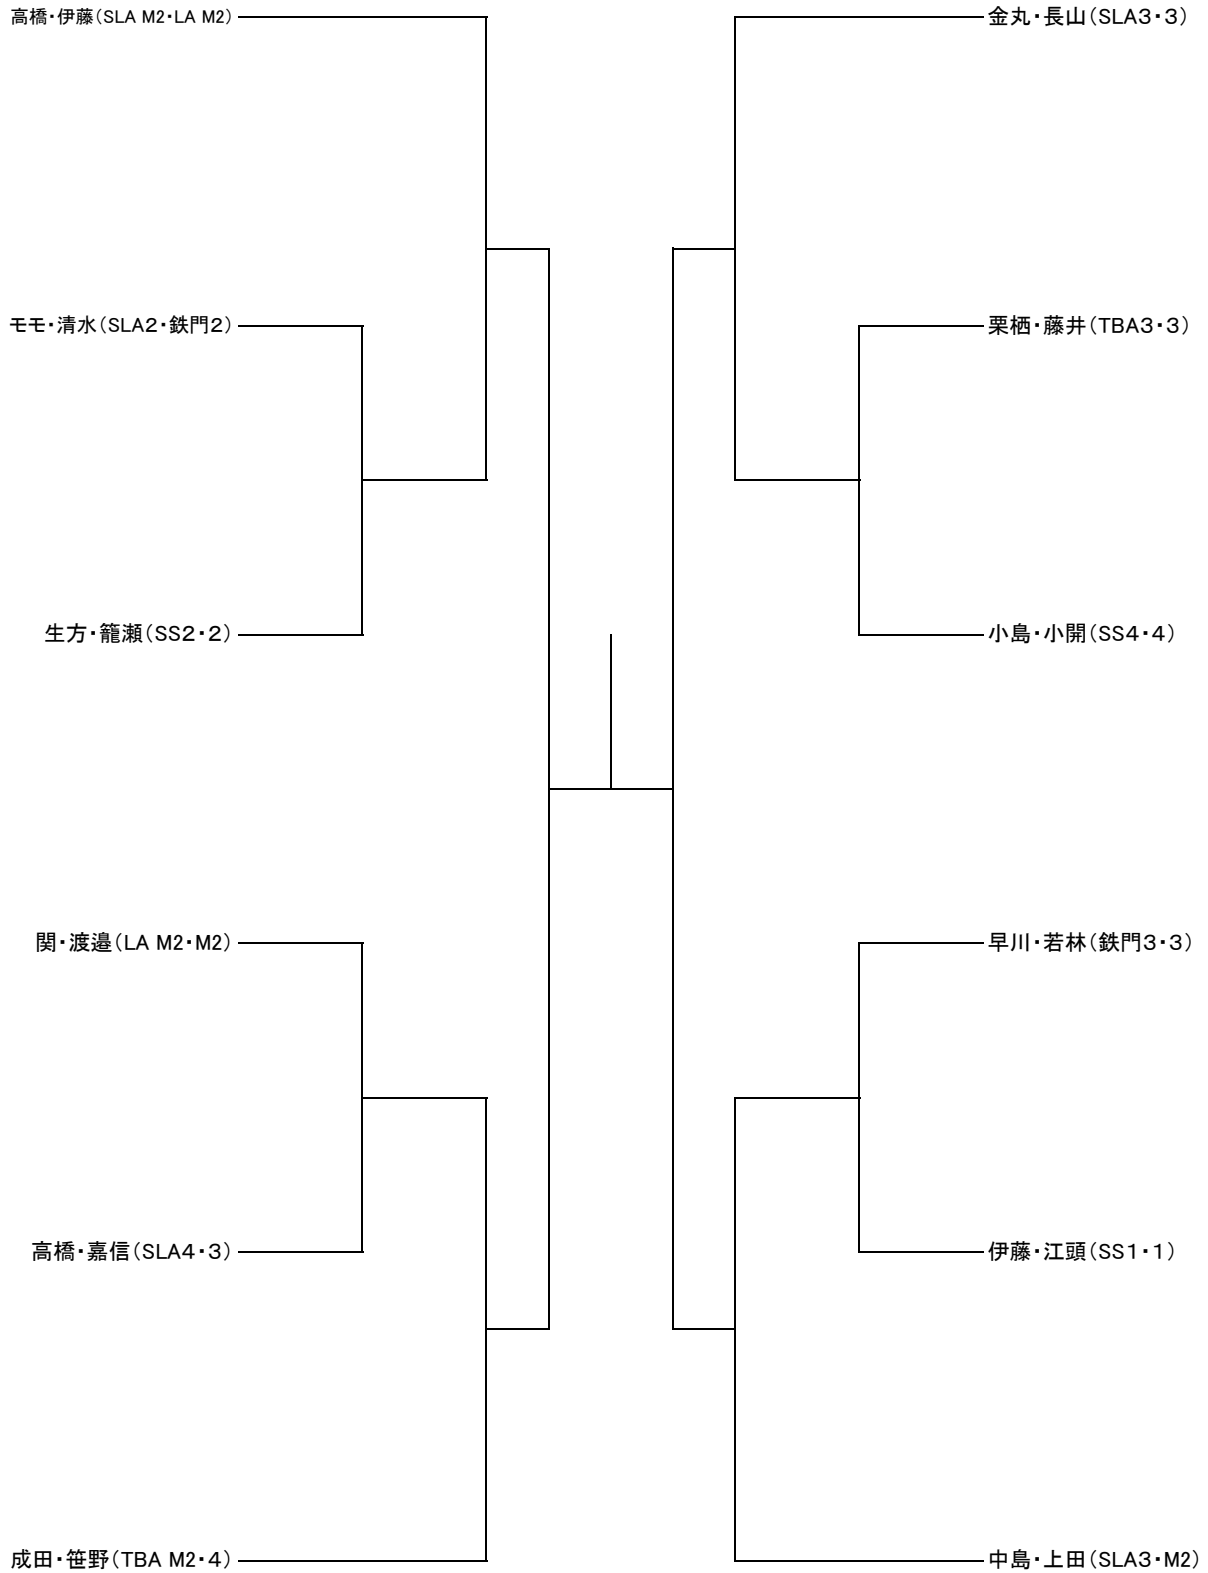 高橋・伊藤(SLA M2・LA M2)
モモ・清水(SLA2・鉄門2)
生方・籠瀬(SS2・2)
関・渡邉(LA M2・M2)
高橋・嘉信(SLA4・3)
成田・笹野(TBA M2・4)
金丸・長山(SLA3・3)
栗栖・藤井(TBA3・3)
小島・小開(SS4・4)
早川・若林(鉄門3・3)
伊藤・江頭(SS1・1)
中島・上田(SLA3・M2)